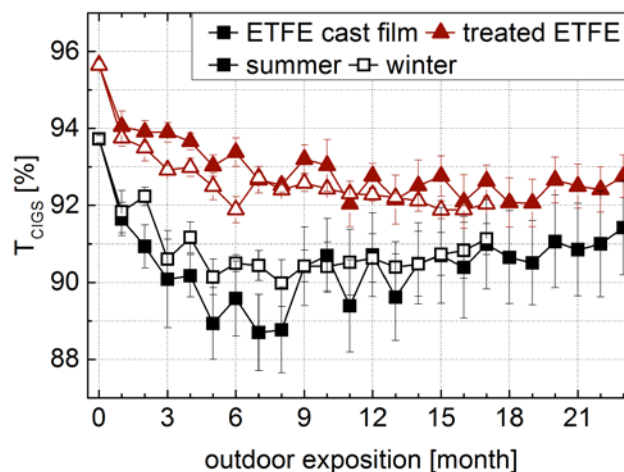 96
94
92
90
88
T CIGS [%]
ETFE cast film treated ETFE
summer winter
0 3 6 9 12 15 18 21
outdoor exposition [month]